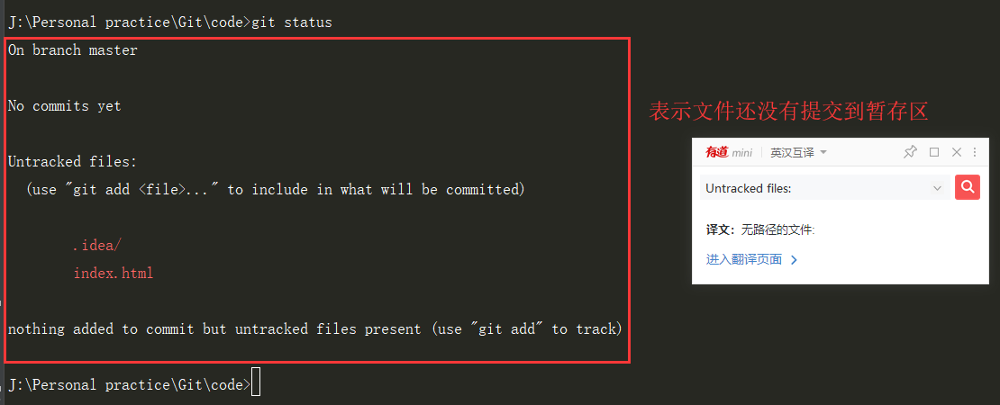 J:\Personal practice\Git\code>git status
On branch master
No commits yet
Untracked files:
(use "git add <file>..." to include in what will be committed)
.idea/
index.html
nothing added to commit but untracked files present (use "git add" to track)
J:\Personal practice\Git\code>
表示文件还没有提交到暂存区
有道 mini 英汉互译
Untracked files:
译文：无路径的文件:
进入翻译页面